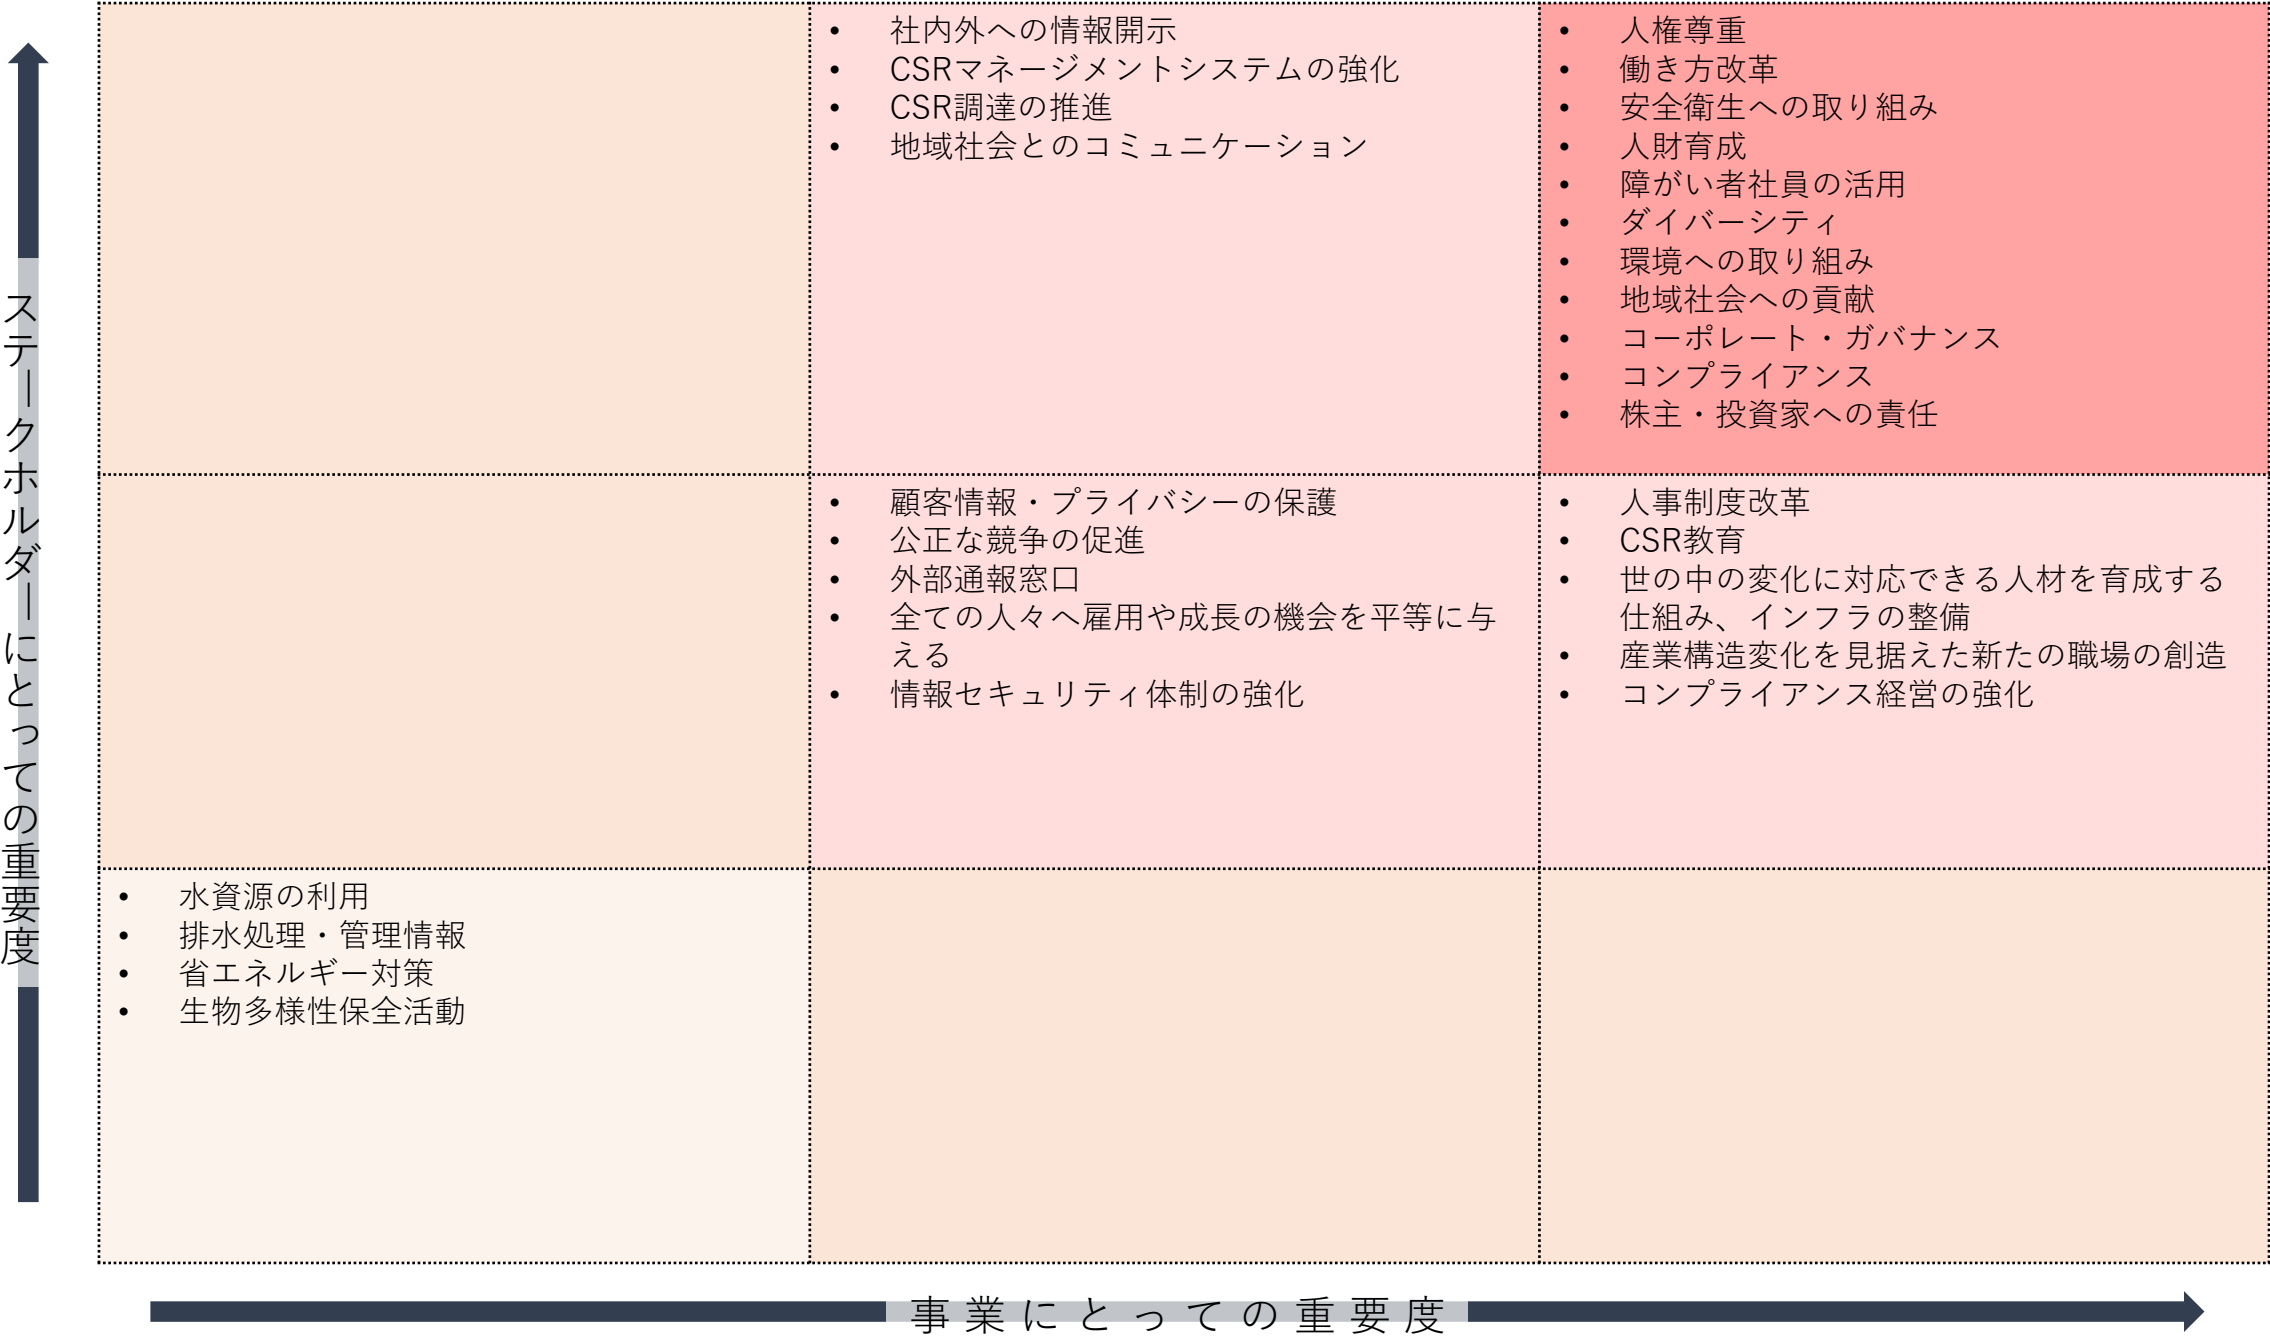 • 社内外への情報開示
• CSRマネージメントシステムの強化
• CSR調達の推進
• 地域社会とのコミュニケーション
• 人権尊重
• 働き方改革
• 安全衛生への取り組み
• 人財育成
• 障がい者社員の活用
• ダイバーシティ
• 環境への取り組み
• 地域社会への貢献
• コーポレート・ガバナンス
• コンプライアンス
• 株主・投資家への責任
ステークホルダーにとっての重要度
• 顧客情報・プライバシーの保護
• 公正な競争の促進
• 外部通報窓口
• 全ての人々へ雇用や成長の機会を平等に与
える
• 情報セキュリティ体制の強化
• 人事制度改革
• CSR教育
• 世の中の変化に対応できる人材を育成する
仕組み、インフラの整備
• 産業構造変化を見据えた新たの職場の創造
• コンプライアンス経営の強化
• 水資源の利用
• 排水処理・管理情報
• 省エネルギー対策
• 生物多様性保全活動
事業にとっての重要度